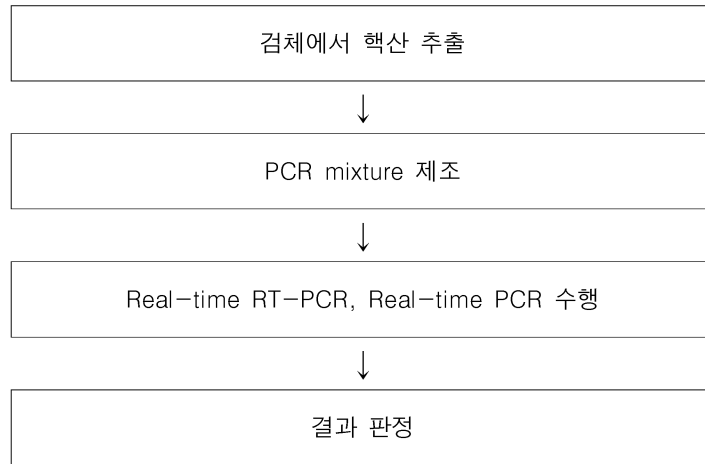 검체에서 핵산 추출
↓
PCR mixture 제조
↓
Real-time RT-PCR, Real-time PCR 수행
↓
결과 판정